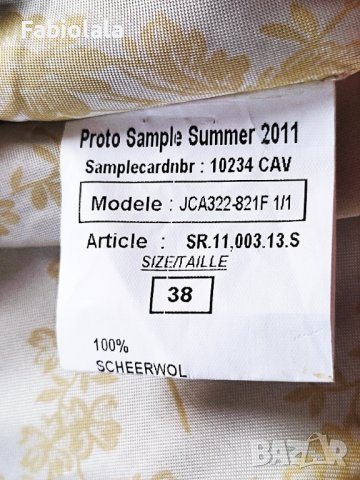 Fabiolala
Proto Sample Summer 2011
Samplecardnbr : 10234 CAV
Modele : JCA322-821F 1/1
Article : SR.11,003.13.S
SIZE/TAILLE
38
100%
SCHEERWOL
BAZAR